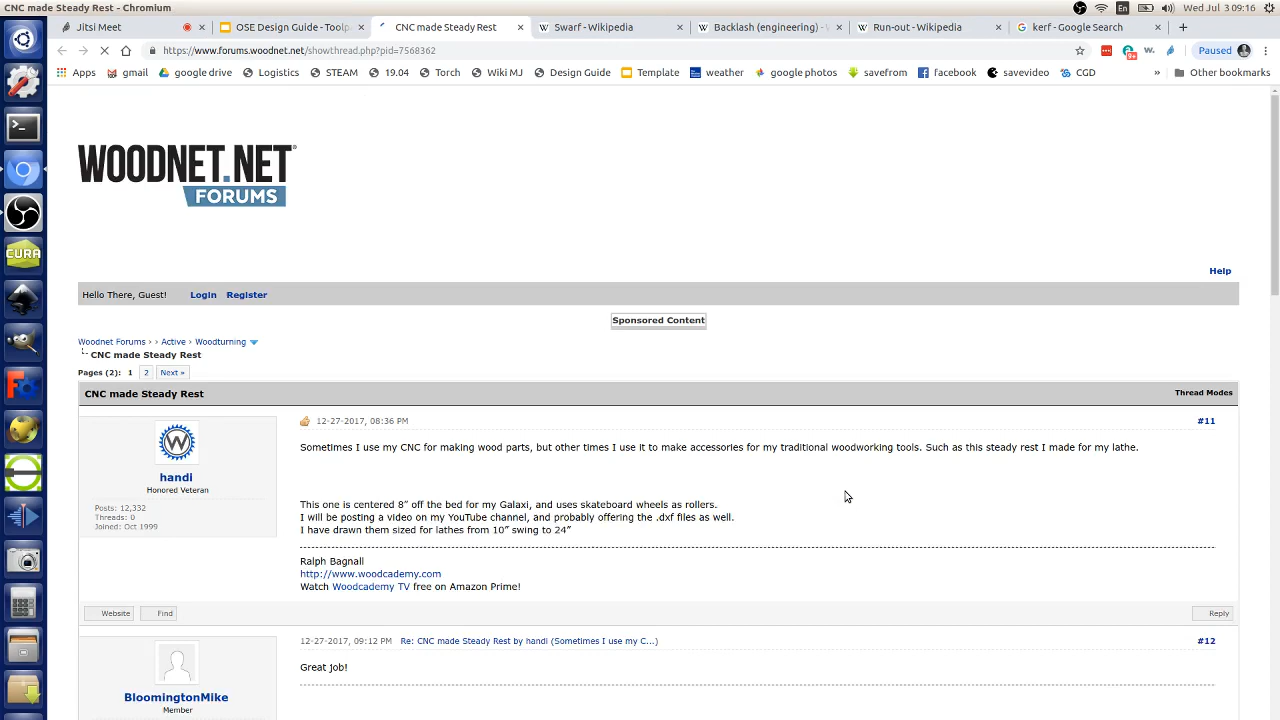 CNC made Steady Rest - Chromium
En
Wed Jul 3 09:09:16
Jitsi Meet
OSE Design Guide - Toolp
CNC made Steady Rest
Swarf - Wikipedia
Backlash (engineering) -
Run-out - Wikipedia
kerf - Google Search
https://www.forums.woodnet.net/showthread.php?pid=7568362
Paused
Apps
gmail
google drive
Logistics
STEAM
19.04
Torch
Wiki MJ
Design Guide
Template
weather
google photos
savefrom
facebook
savevideo
CGD
»
Other bookmarks
WOODNET.NET
FORUMS
Help
Hello There, Guest! Login Register
Sponsored Content
Woodnet Forums › › Active › Woodturning
CNC made Steady Rest
Pages (2): 1 2 Next »
CNC made Steady Rest
Thread Modes
handi
Honored Veteran
Posts: 12,332
Threads: 0
Joined: Oct 1999
12-27-2017, 08:36 PM
#11
Sometimes I use my CNC for making wood parts, but other times I use it to make accessories for my traditional woodworking tools. Such as this steady rest I made for my lathe.
This one is centered 8" off the bed for my Galaxi, and uses skateboard wheels as rollers.
I will be posting a video on my YouTube channel, and probably offering the .dxf files as well.
I have drawn them sized for lathes from 10" swing to 24"
Ralph Bagnall
http://www.woodcademy.com
Watch Woodcademy TV free on Amazon Prime!
Website
Find
Reply
BloomingtonMike
Member
12-27-2017, 09:12 PM
Re: CNC made Steady Rest by handi (Sometimes I use my C...)
#12
Great job!
CURA